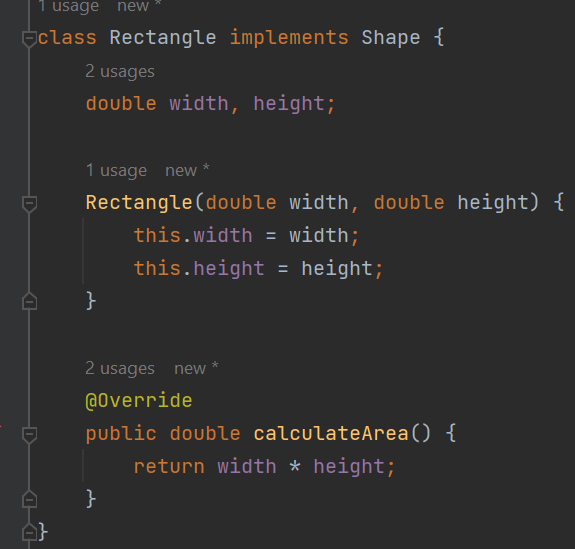 1 usage   new *
class Rectangle implements Shape {
2 usages
double width, height;
1 usage   new *
Rectangle(double width, double height) {
this.width = width;
this.height = height;
}
2 usages   new *
@Override
public double calculateArea() {
return width * height;
}
}